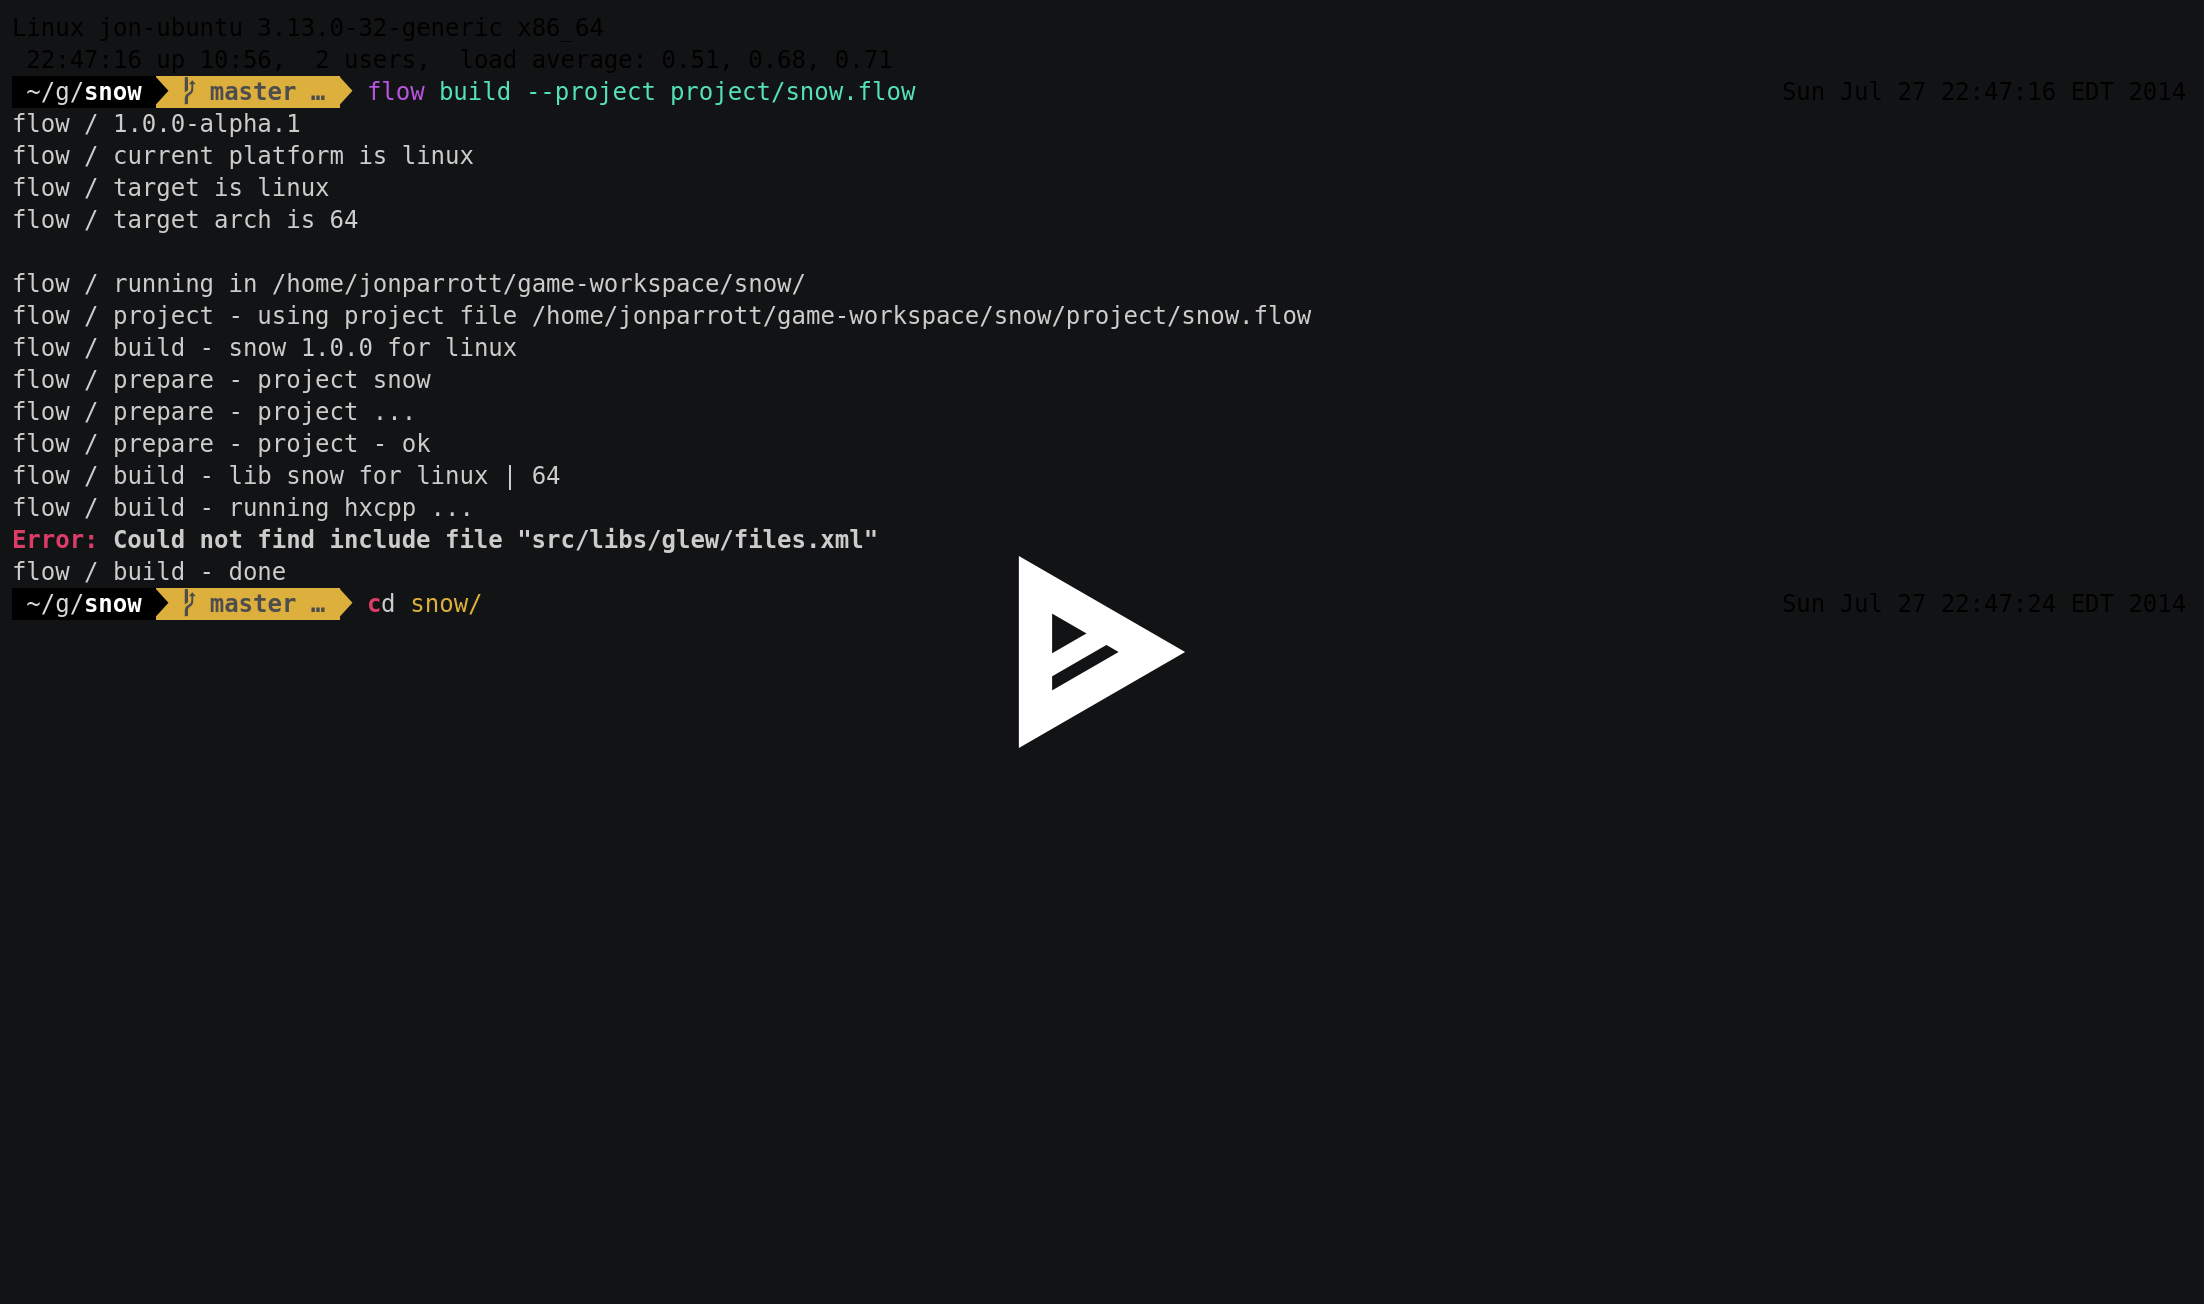 Linux jon-ubuntu 3.13.0-32-generic x86_64
 22:47:16 up 10:56,  2 users,  load average: 0.51, 0.68, 0.71
~/g/snow master … flow build --project project/snow.flow Sun Jul 27 22:47:16 EDT 2014
flow / 1.0.0-alpha.1
flow / current platform is linux
flow / target is linux
flow / target arch is 64
flow / running in /home/jonparrott/game-workspace/snow/
flow / project - using project file /home/jonparrott/game-workspace/snow/project/snow.flow
flow / build - snow 1.0.0 for linux
flow / prepare - project snow
flow / prepare - project ...
flow / prepare - project - ok
flow / build - lib snow for linux | 64
flow / build - running hxcpp ...
Error: Could not find include file "src/libs/glew/files.xml"
flow / build - done
~/g/snow master … cd snow/ Sun Jul 27 22:47:24 EDT 2014